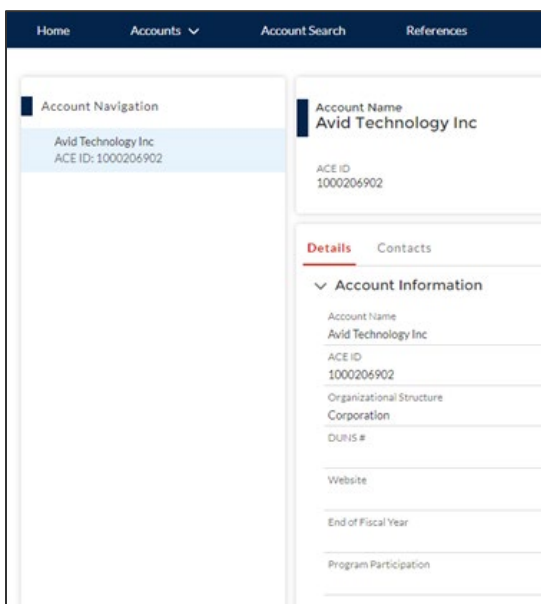 Home Accounts Account Search References
Account Navigation
Avid Technology Inc
ACE ID: 1000206902
Account Name
Avid Technology Inc
ACE ID
1000206902
Details Contacts
Account Information
Account Name
Avid Technology Inc
ACE ID
1000206902
Organizational Structure
Corporation
DUNS #
Website
End of Fiscal Year
Program Participation